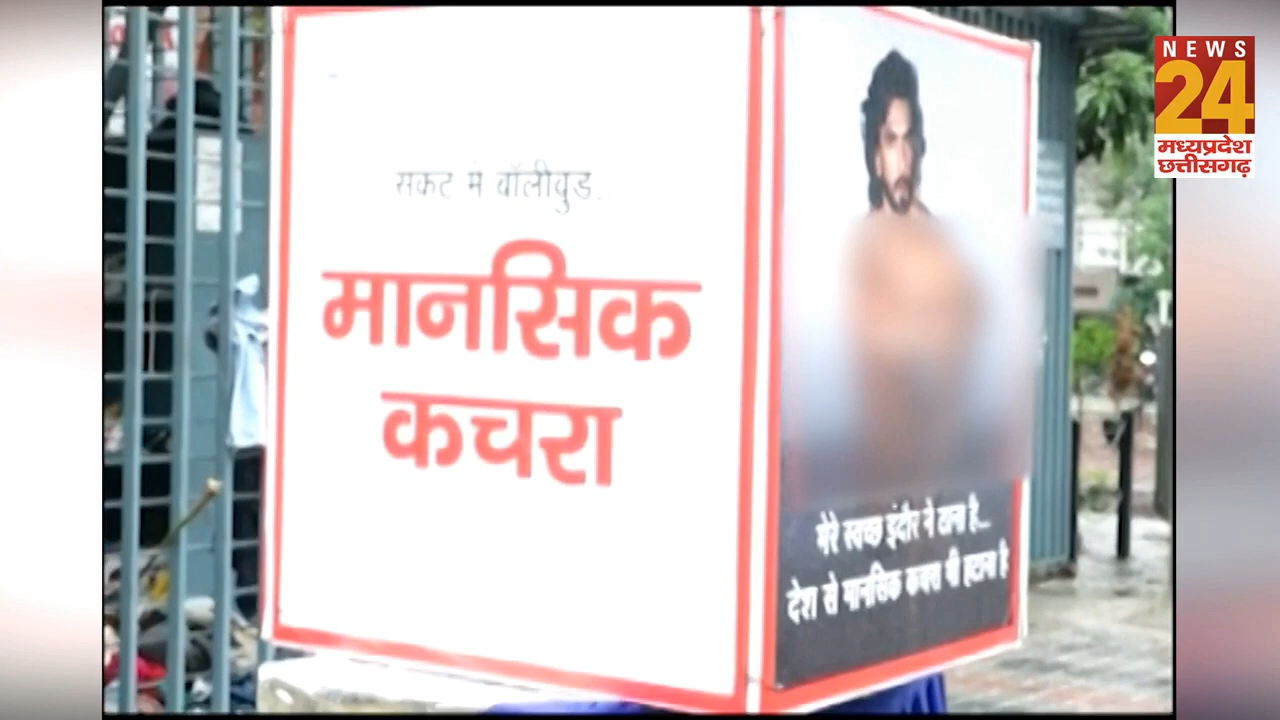 संकट में बॉलीवुड...
मानसिक
कचरा
मेरे स्वच्छ इंदौर ने ठाना है...
देश से मानसिक कचरा भी हटाना है
NEWS
24
मध्यप्रदेश
छत्तीसगढ़